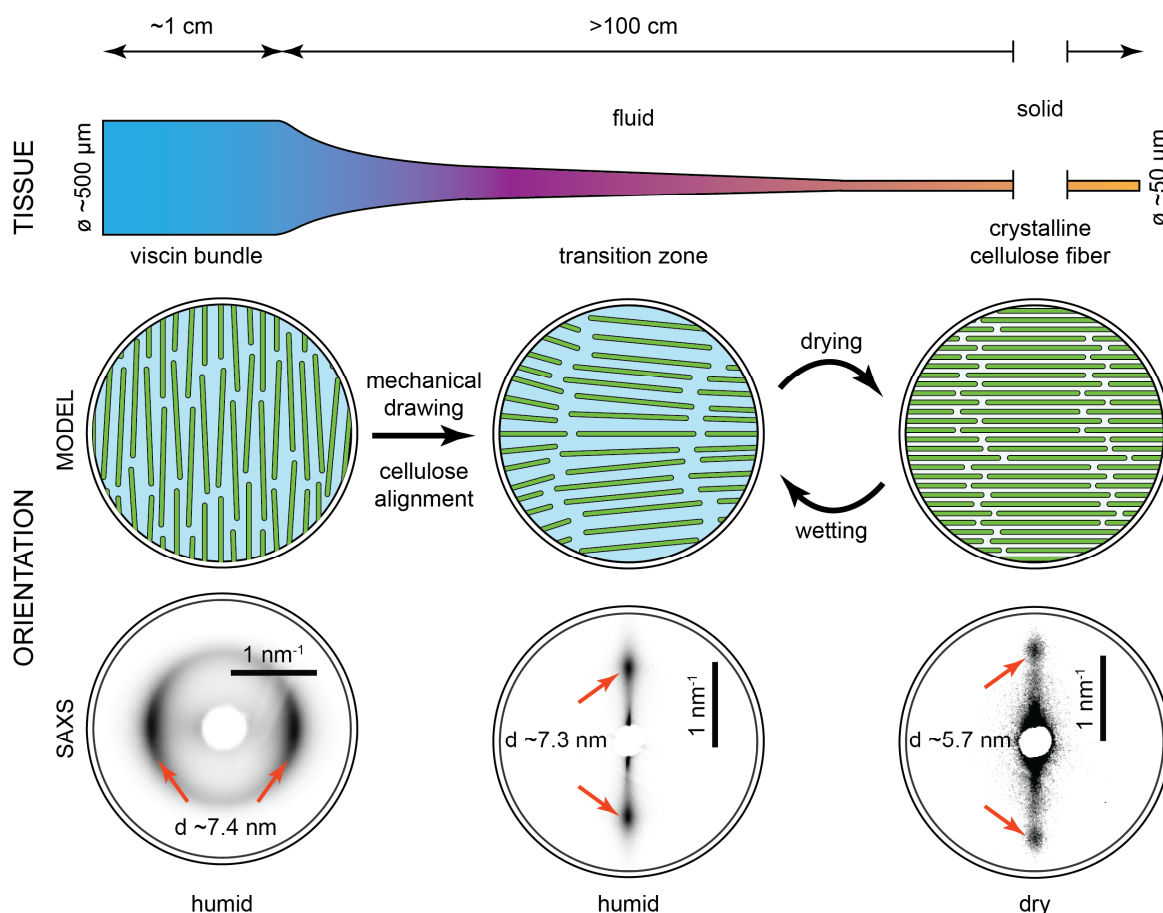 ~1 cm
>100 cm
TISSUE
ø ~500 µm
fluid
solid
ø ~50 µm
viscin bundle
transition zone
crystalline
cellulose fiber
ORIENTATION
MODEL
mechanical
drawing
cellulose
alignment
drying
wetting
SAXS
1 nm⁻¹
d ~7.4 nm
1 nm⁻¹
d ~7.3 nm
1 nm⁻¹
d ~5.7 nm
humid
humid
dry